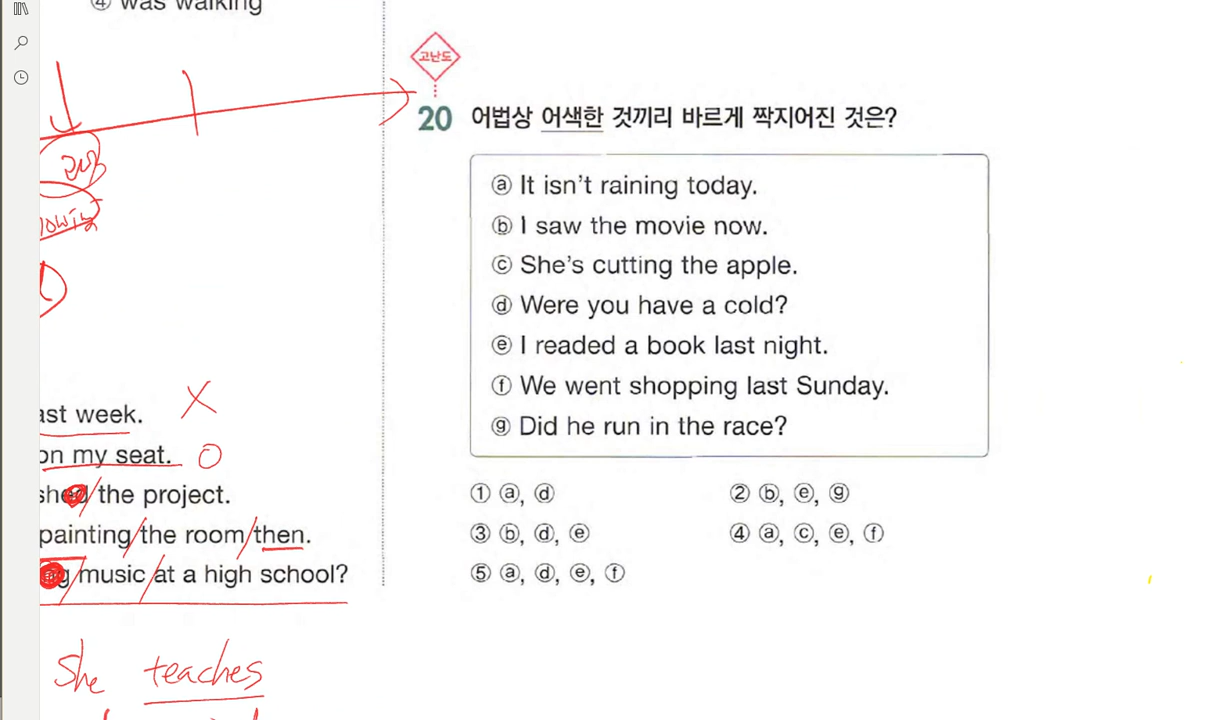 ④ was walking
last week. X
on my seat. O
the project.
painting the room then.
music at a high school?
She teaches
고난도
20 어법상 어색한 것끼리 바르게 짝지어진 것은?
ⓐ It isn't raining today.
ⓑ I saw the movie now.
ⓒ She's cutting the apple.
ⓓ Were you have a cold?
ⓔ I readed a book last night.
ⓕ We went shopping last Sunday.
ⓖ Did he run in the race?
① ⓐ, ⓓ ② ⓑ, ⓔ, ⓖ
③ ⓑ, ⓓ, ⓔ ④ ⓐ, ⓒ, ⓔ, ⓕ
⑤ ⓐ, ⓓ, ⓔ, ⓕ